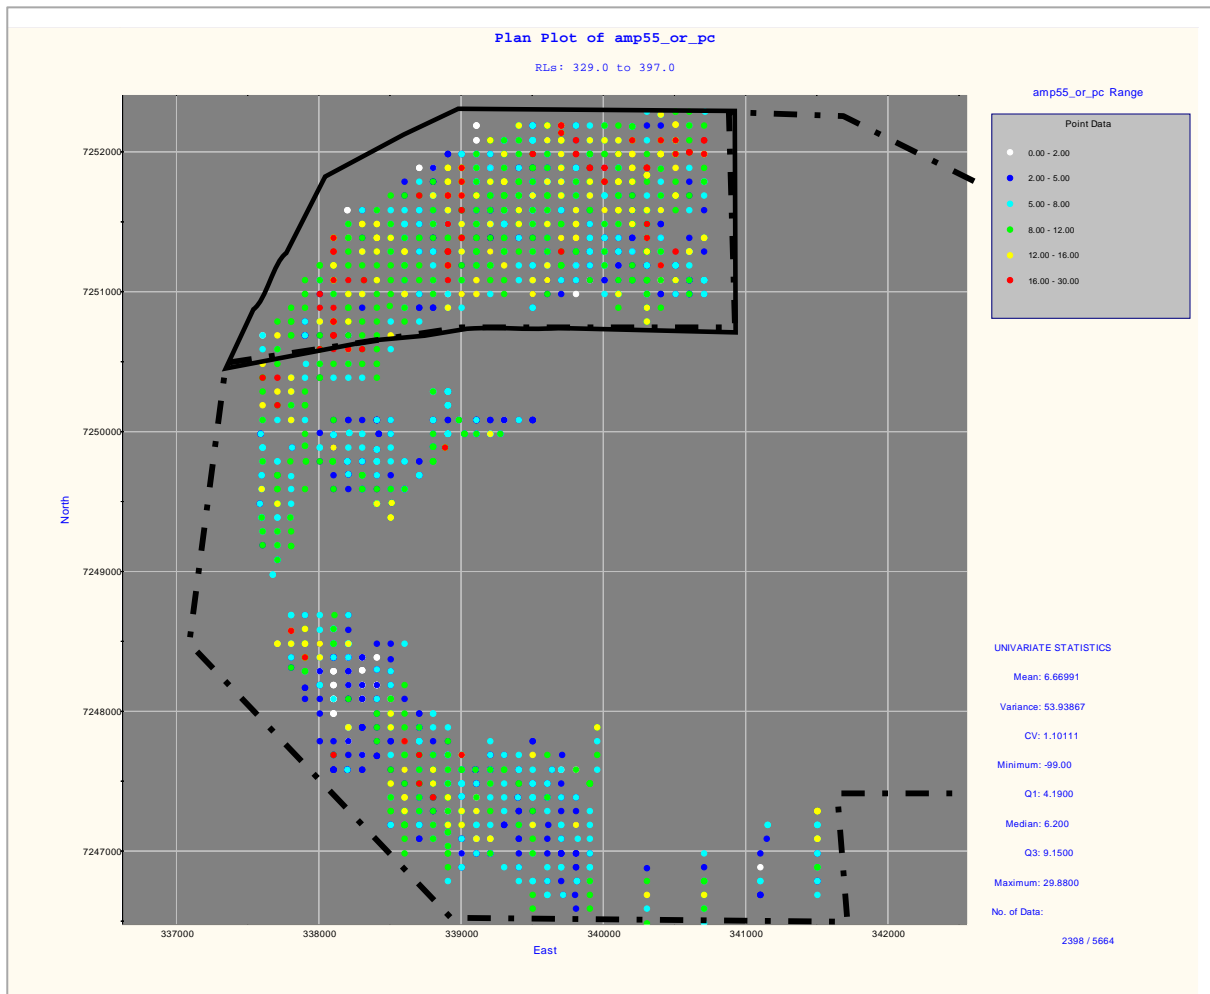 Plan Plot of amp55_or_pc
RLs: 329.0 to 397.0
amp55_or_pc Range
Point Data
0.00 - 2.00
2.00 - 5.00
5.00 - 8.00
8.00 - 12.00
12.00 - 16.00
16.00 - 30.00
7252000
7251000
7250000
North
7249000
7248000
7247000
UNIVARIATE STATISTICS
Mean: 6.66991
Variance: 53.93867
CV: 1.10111
Minimum: -99.00
Q1: 4.1900
Median: 6.200
Q3: 9.1500
Maximum: 29.8800
No. of Data:
2398 / 5664
337000 338000 339000 340000 341000 342000
East